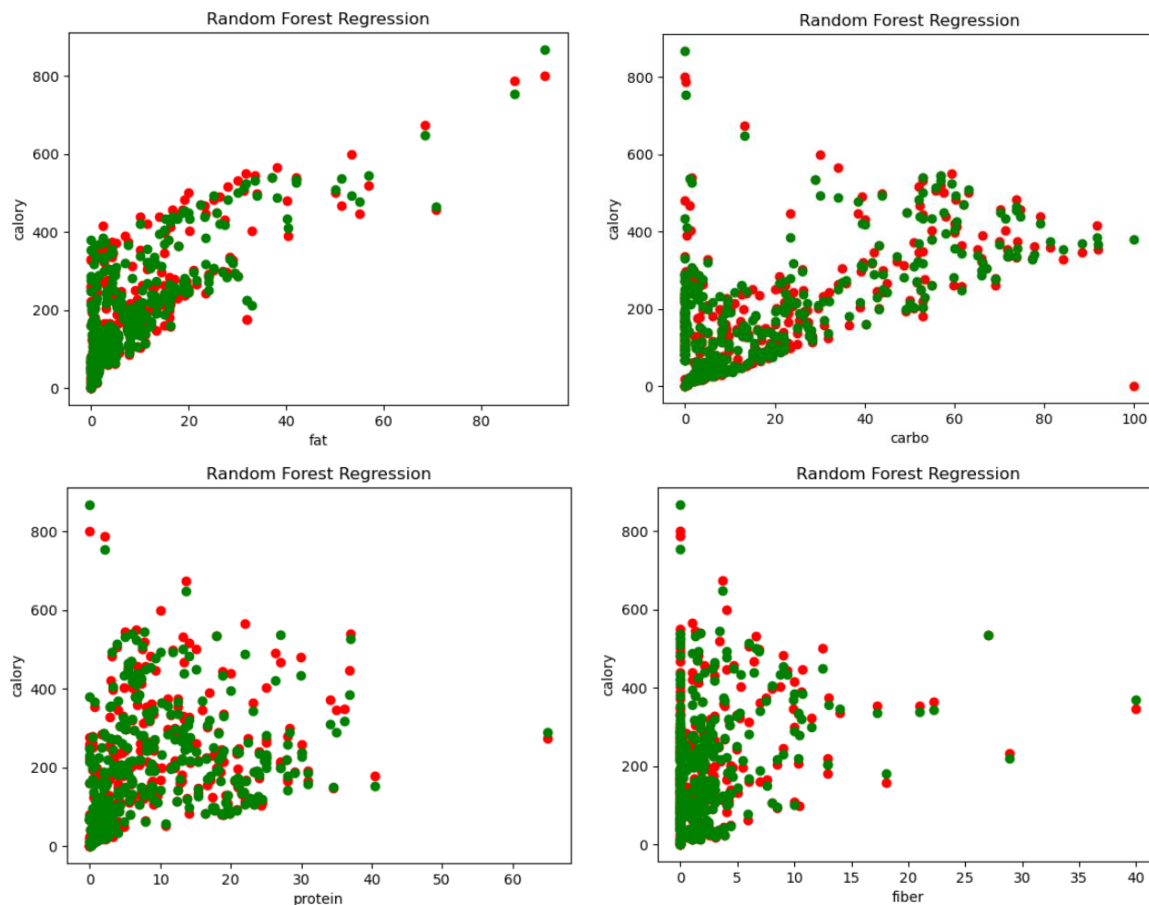 Random Forest Regression
calory
800
600
400
200
0
0 20 40 60 80
fat
Random Forest Regression
calory
800
600
400
200
0
0 20 40 60 80 100
carbo
Random Forest Regression
calory
800
600
400
200
0
0 10 20 30 40 50 60
protein
Random Forest Regression
calory
800
600
400
200
0
0 5 10 15 20 25 30 35 40
fiber